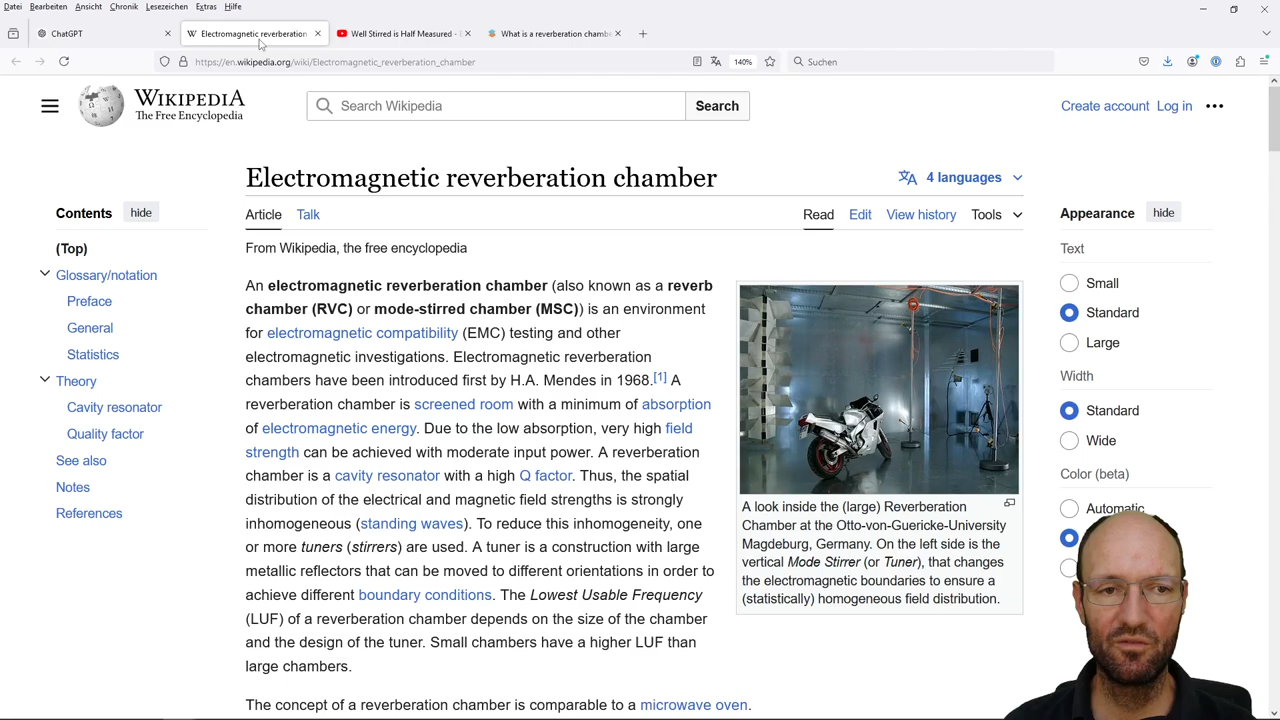 Datei Bearbeiten Ansicht Chronik Lesezeichen Extras Hilfe
ChatGPT
W Electromagnetic reverberation
Well Stirred is Half Measured - E
What is a reverberation chambe
https://en.wikipedia.org/wiki/Electromagnetic_reverberation_chamber
140%
Suchen
WIKIPEDIA
The Free Encyclopedia
Search Wikipedia
Search
Create account Log in
Electromagnetic reverberation chamber
4 languages
Contents hide
Article Talk
Read Edit View history Tools
Appearance hide
(Top)
Glossary/notation
Preface
General
Statistics
Theory
Cavity resonator
Quality factor
See also
Notes
References
From Wikipedia, the free encyclopedia
An electromagnetic reverberation chamber (also known as a reverb
chamber (RVC) or mode-stirred chamber (MSC)) is an environment
for electromagnetic compatibility (EMC) testing and other
electromagnetic investigations. Electromagnetic reverberation
chambers have been introduced first by H.A. Mendes in 1968.[1] A
reverberation chamber is screened room with a minimum of absorption
of electromagnetic energy. Due to the low absorption, very high field
strength can be achieved with moderate input power. A reverberation
chamber is a cavity resonator with a high Q factor. Thus, the spatial
distribution of the electrical and magnetic field strengths is strongly
inhomogeneous (standing waves). To reduce this inhomogeneity, one
or more tuners (stirrers) are used. A tuner is a construction with large
metallic reflectors that can be moved to different orientations in order to
achieve different boundary conditions. The Lowest Usable Frequency
(LUF) of a reverberation chamber depends on the size of the chamber
and the design of the tuner. Small chambers have a higher LUF than
large chambers.
The concept of a reverberation chamber is comparable to a microwave oven.
A look inside the (large) Reverberation
Chamber at the Otto-von-Guericke-University
Magdeburg, Germany. On the left side is the
vertical Mode Stirrer (or Tuner), that changes
the electromagnetic boundaries to ensure a
(statistically) homogeneous field distribution.
Text
Small
Standard
Large
Width
Standard
Wide
Color (beta)
Automatic